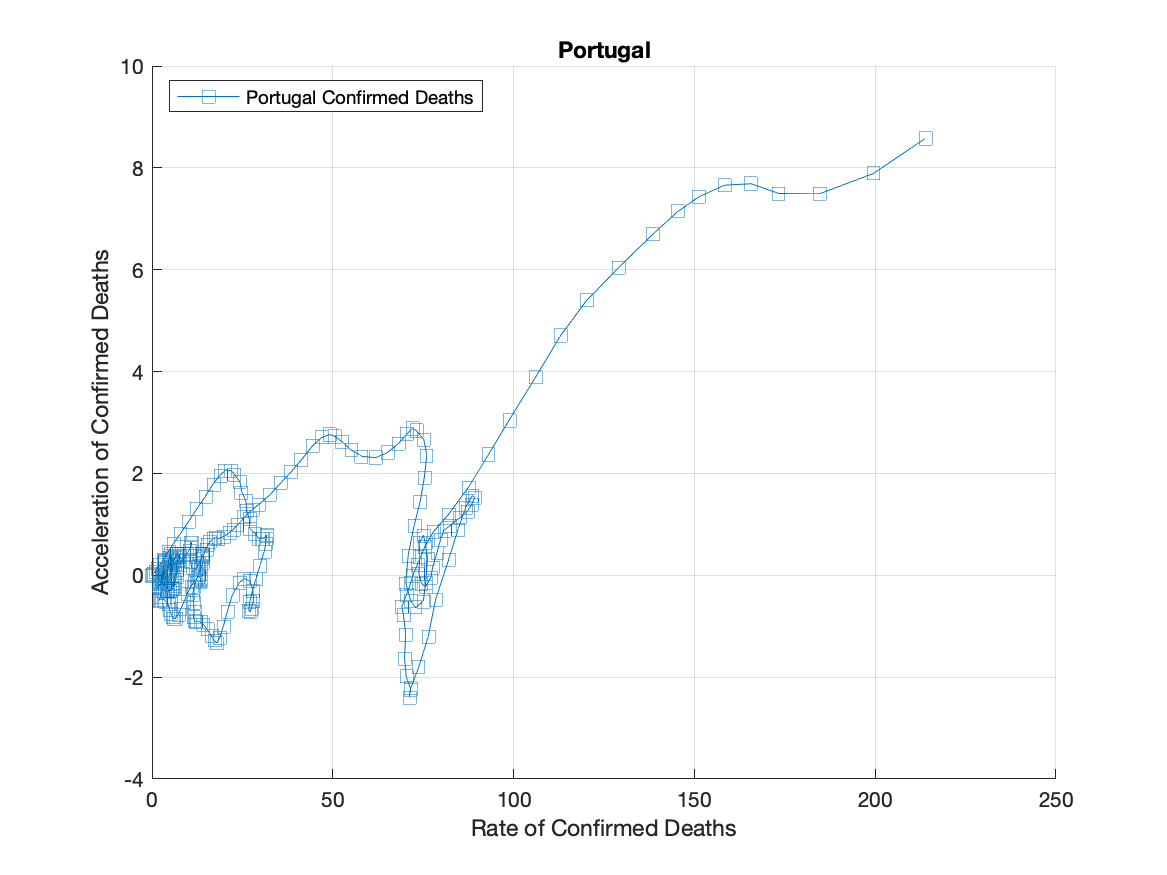 Portugal
Portugal Confirmed Deaths
10
8
6
4
2
0
-2
-4
0 50 100 150 200 250
Acceleration of Confirmed Deaths
Rate of Confirmed Deaths